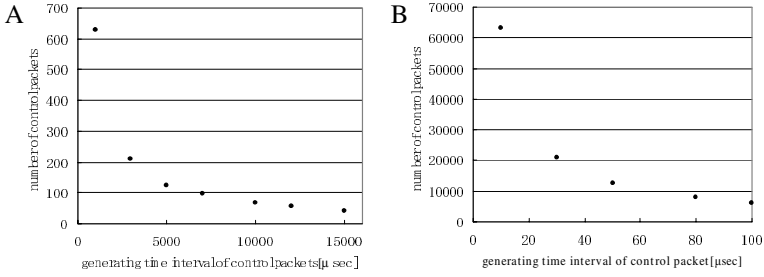 A
700
600
500
400
300
200
100
0
0 5000 10000 15000
number of control packets
generating time interval of control packets[μ sec]
B
70000
60000
50000
40000
30000
20000
10000
0
0 20 40 60 80 100
number of control packets
generating time interval of control packet[μsec]